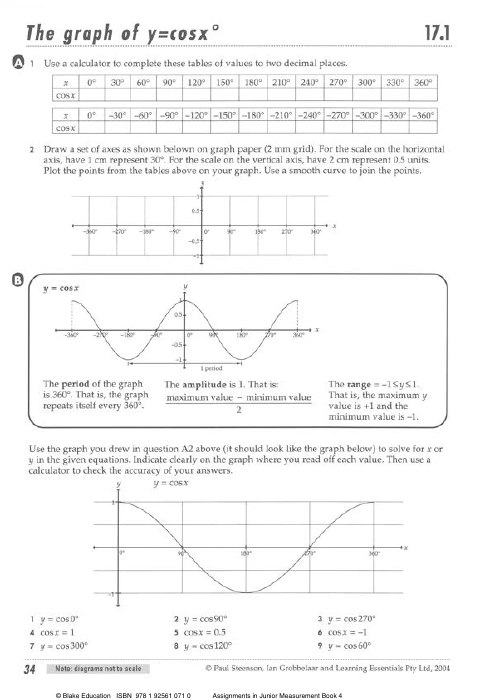 The graph of y=cosx° 17.1
A 1 Use a calculator to complete these tables of values to two decimal places.
x 0° 30° 60° 90° 120° 150° 180° 210° 240° 270° 300° 330° 360°
cos x
x 0° −30° −60° −90° −120° −150° −180° −210° −240° −270° −300° −330° −360°
cos x
2 Draw a set of axes as shown belown on graph paper (2 mm grid). For the scale on the horizontal
axis, have 1 cm represent 30°. For the scale on the vertical axis, have 2 cm represent 0.5 units.
Plot the points from the tables above on your graph. Use a smooth curve to join the points.
1
0.5
−360° −270° −180° −90° 0° 90° 180° 270° 360° x
−0.5
−1
B
y = cos x y
1
0.5
−360° −270° −180° −90° 0° 90° 180° 270° 360° x
−0.5
−1
1 period
The period of the graph
is 360°. That is, the graph
repeats itself every 360°.
The amplitude is 1. That is:
maximum value − minimum value
2
The range = −1 ≤ y ≤ 1.
That is, the maximum y
value is +1 and the
minimum value is −1.
Use the graph you drew in question A2 above (it should look like the graph below) to solve for x or
y in the given equations. Indicate clearly on the graph where you read off each value. Then use a
calculator to check the accuracy of your answers.
y y = cosx
1
0° 90° 180° 270° 360° x
−1
1 y = cos0° 2 y = cos90° 3 y = cos270°
4 cosx = 1 5 cosx = 0.5 6 cosx = −1
7 y = cos300° 8 y = cos120° 9 y = cos60°
34 Note: diagrams not to scale © Paul Steenson, Jan Grobbelaar and Learning Essentials Pty Ltd, 2004
© Blake Education ISBN 978 1 92561 071 0 Assignments in Junior Measurement Book 4